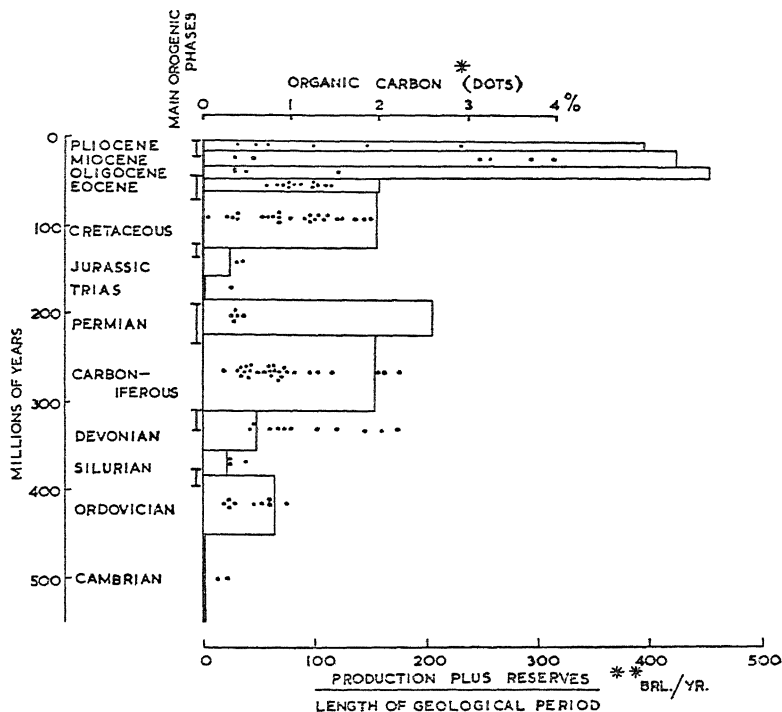 MAIN OROGENIC
PHASES
ORGANIC CARBON * (DOTS)
0 1 2 3 4 %
0
PLIOCENE
MIOCENE
OLIGOCENE
EOCENE
100
CRETACEOUS
JURASSIC
TRIAS
200
PERMIAN
CARBON-
IFEROUS
300
DEVONIAN
SILURIAN
400
ORDOVICIAN
500
CAMBRIAN
MILLIONS OF YEARS
0 100 200 300 400 500
PRODUCTION PLUS RESERVES ** BRL./YR.
LENGTH OF GEOLOGICAL PERIOD